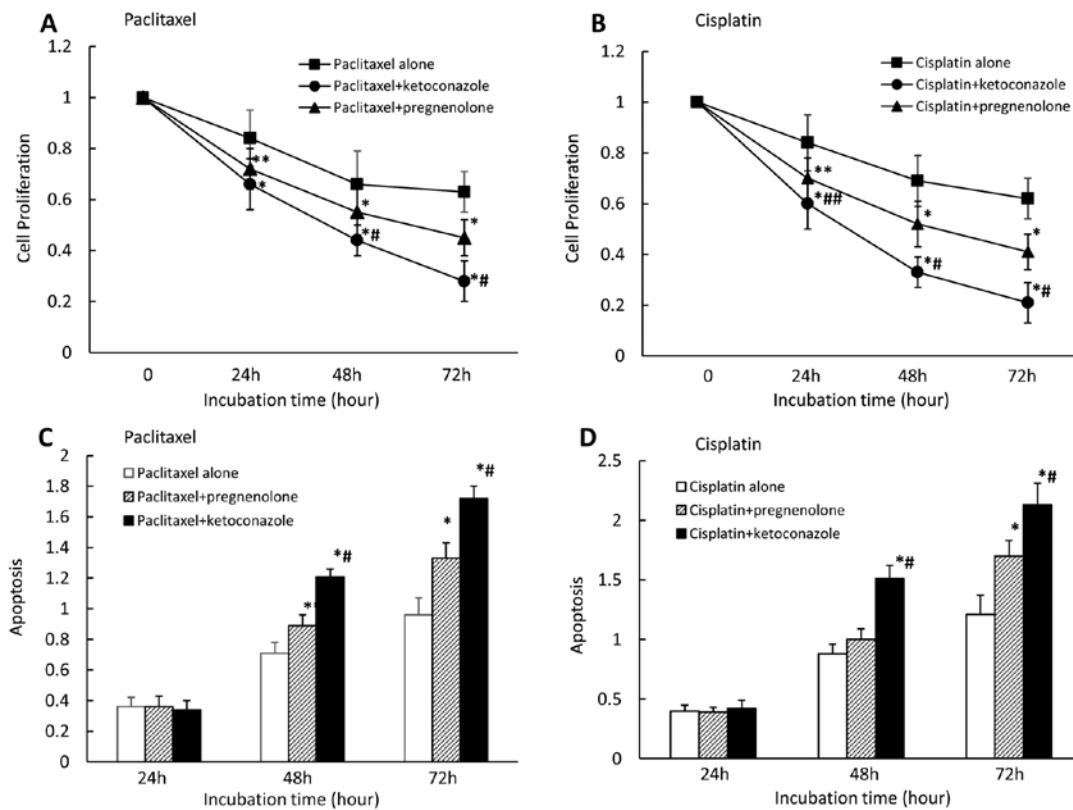 A Paclitaxel
1.2
1
0.8
0.6
0.4
0.2
0
Cell Proliferation
Paclitaxel alone
Paclitaxel+ketoconazole
Paclitaxel+pregnenolone
**
*
*
*#
*
*#
0 24h 48h 72h
Incubation time (hour)
B Cisplatin
1.2
1
0.8
0.6
0.4
0.2
0
Cell Proliferation
Cisplatin alone
Cisplatin+ketoconazole
Cisplatin+pregnenolone
**
*##
*
*#
*
*#
0 24h 48h 72h
Incubation time (hour)
C Paclitaxel
2
1.8
1.6
1.4
1.2
1
0.8
0.6
0.4
0.2
0
Apoptosis
Paclitaxel alone
Paclitaxel+pregnenolone
Paclitaxel+ketoconazole
**
*#
*
*#
24h 48h 72h
Incubation time (hour)
D Cisplatin
2.5
2
1.5
1
0.5
0
Apoptosis
Cisplatin alone
Cisplatin+pregnenolone
Cisplatin+ketoconazole
*#
*
*#
24h 48h 72h
Incubation time (hour)